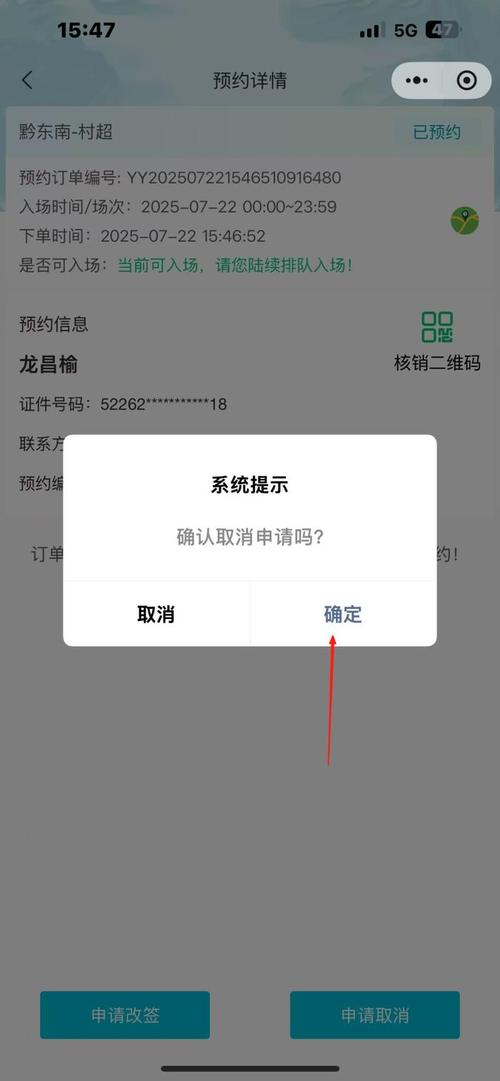 15:47
5G
47
预约详情
黔东南-村超
已预约
预约订单编号: YY202507221546510916480
入场时间/场次：2025-07-22 00:00~23:59
下单时间：2025-07-22 15:46:52
是否可入场：当前可入场，请您陆续排队入场！
预约信息
龙昌榆
核销二维码
证件号码：52262***********18
联系方
预约编
系统提示
确认取消申请吗?
订单
约！
取消
确定
申请改签
申请取消